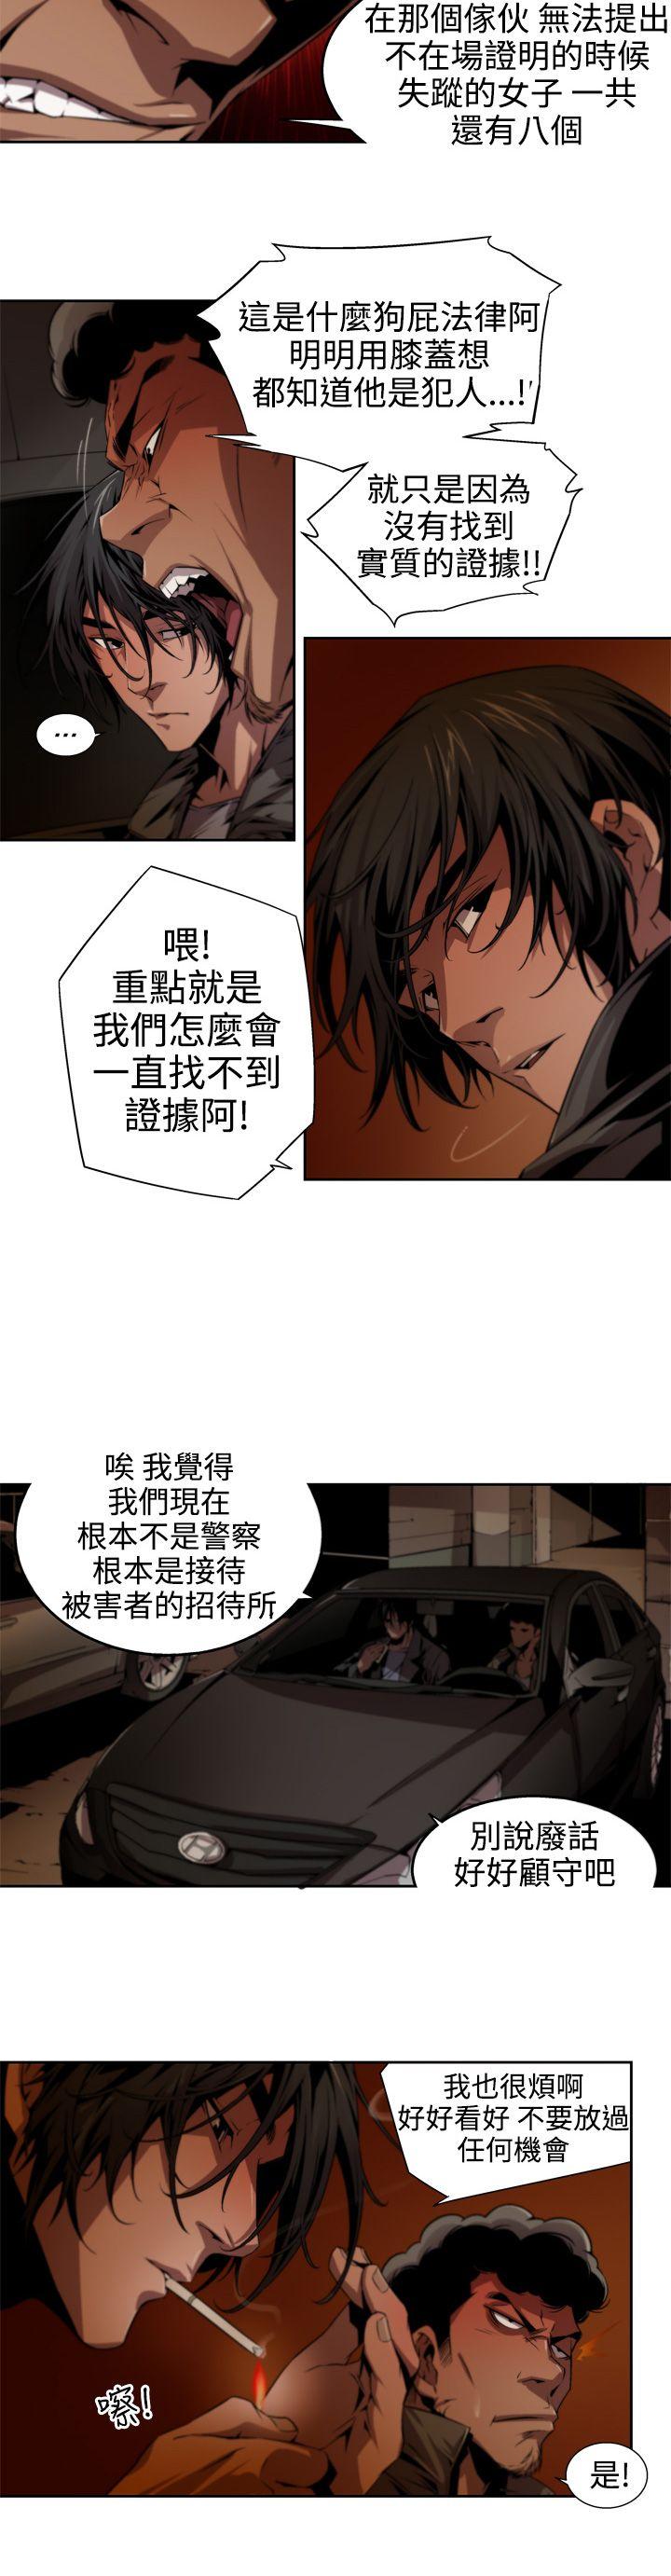 在那個傢伙 無法提出
不在場證明的時候
失蹤的女子 一共
還有八個
這是什麼狗屁法律阿
明明用膝蓋想
都知道他是犯人...!
就只是因為
沒有找到
實質的證據!!
...
喂!
重點就是
我們怎麼會
一直找不到
證據阿!
唉 我覺得
我們現在
根本不是警察
根本是接待
被害者的招待所
別說廢話
好好顧守吧
我也很煩啊
好好看好 不要放過
任何機會
嚓!
是!